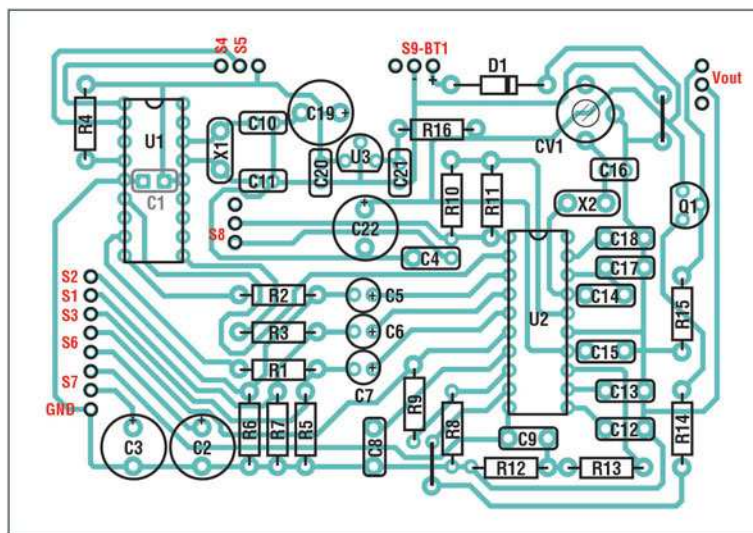 S4
S5
S9-BT1
D1
Vout
R4
U1
C10
C19
+
X1
U3
R16
CV1
C11
C20
C21
C16
C1
R10
R11
X2
Q1
S8
C22
+
C18
C4
C17
S2
S1
S3
S6
S7
GND
R2
C5
+
U2
C14
R15
R3
C6
+
R1
C7
+
C15
R9
C13
C3
+
C2
+
R6
R7
R5
C8
R8
C9
C12
R14
R12
R13